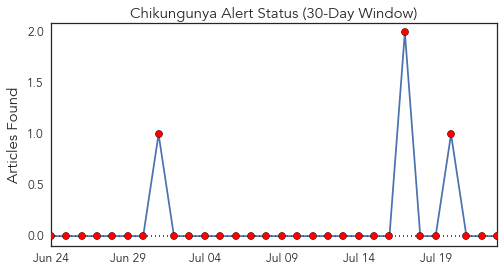 Chikungunya Alert Status (30-Day Window)
Articles Found
2.0
1.5
1.0
0.5
0.0
Jun 24 Jun 29 Jul 04 Jul 09 Jul 14 Jul 19